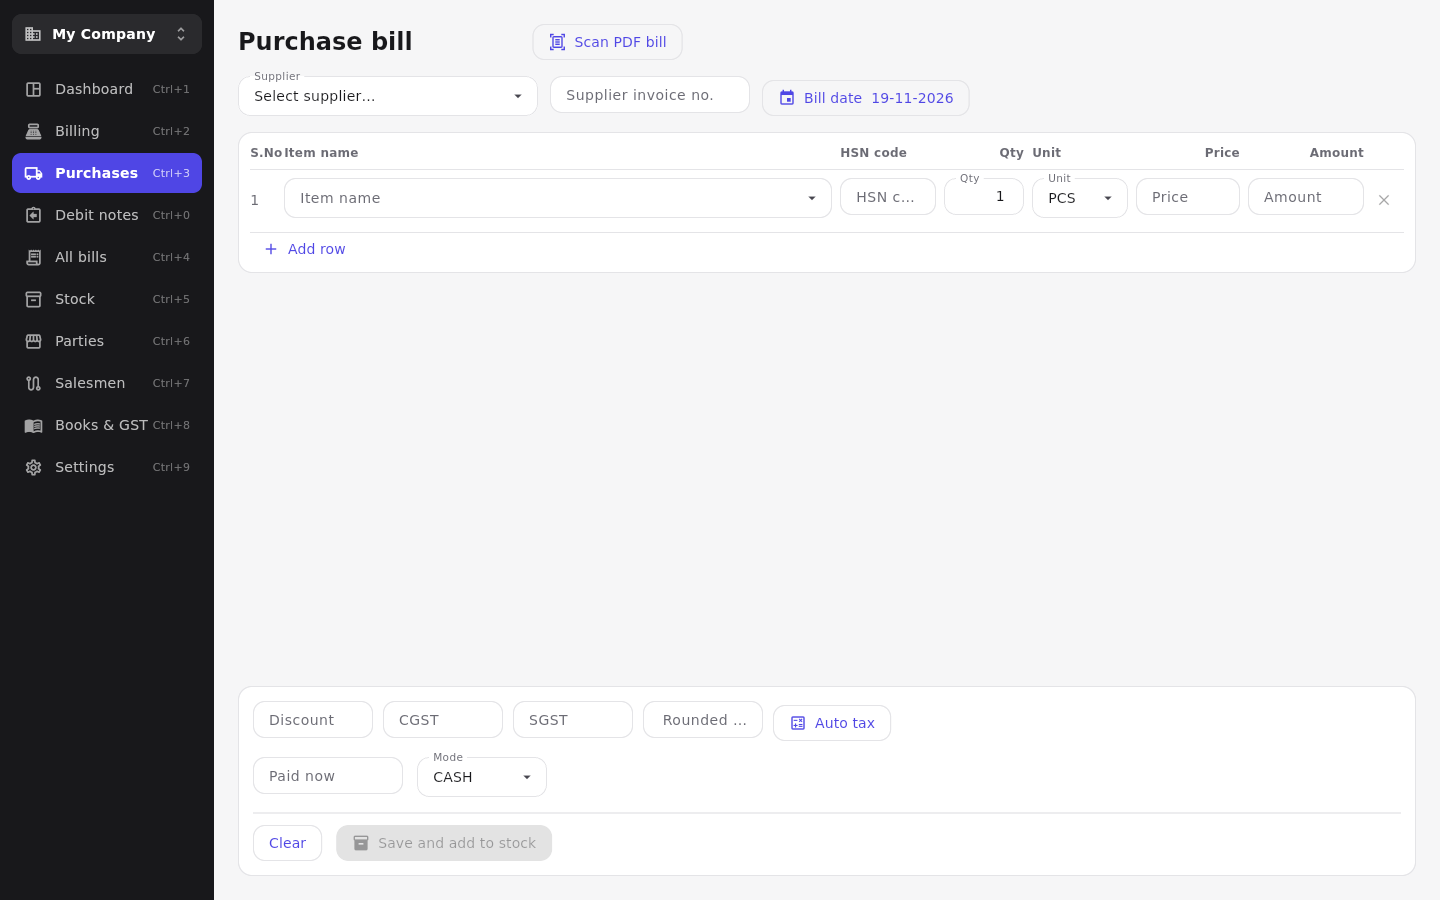 My Company
Dashboard Ctrl+1
Billing Ctrl+2
Purchases Ctrl+3
Debit notes Ctrl+0
All bills Ctrl+4
Stock Ctrl+5
Parties Ctrl+6
Salesmen Ctrl+7
Books & GST Ctrl+8
Settings Ctrl+9
Purchase bill
Scan PDF bill
Supplier
Select supplier...
Supplier invoice no.
Bill date 19-11-2026
S.No Item name HSN code Qty Unit Price Amount
Qty Unit
1 Item name HSN c... 1 PCS Price Amount
Add row
Discount CGST SGST Rounded ... Auto tax
Mode
Paid now CASH
Clear Save and add to stock